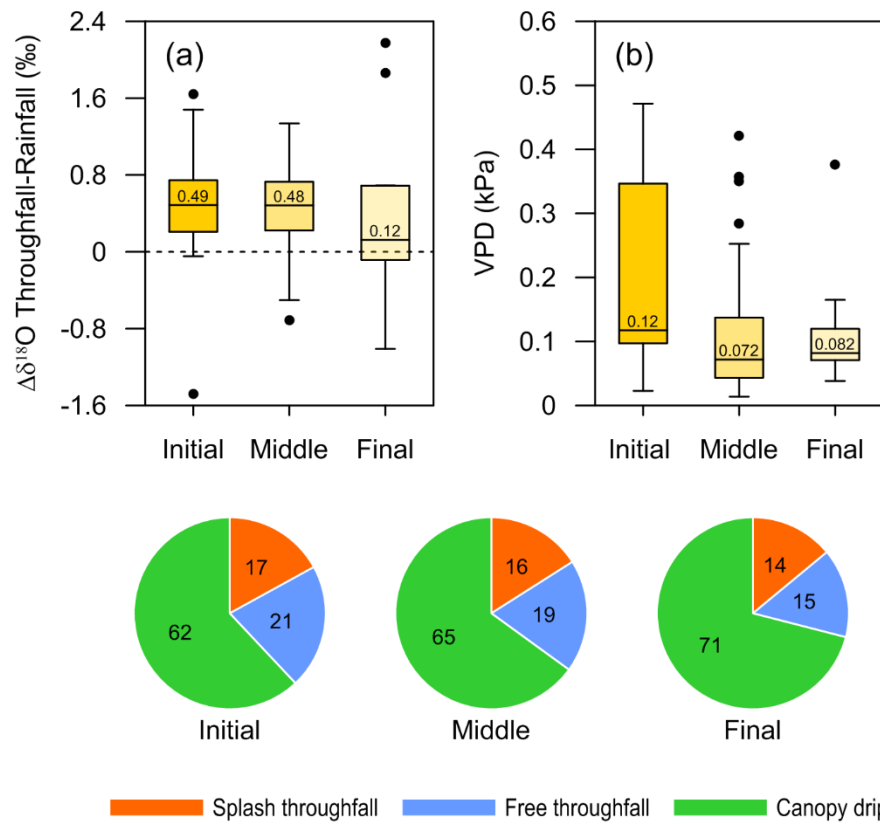 (a)
Δδ¹⁸O Throughfall-Rainfall (‰)
2.4
1.6
0.8
0
-0.8
-1.6
0.49
0.48
0.12
Initial Middle Final
(b)
VPD (kPa)
0.6
0.5
0.4
0.3
0.2
0.1
0
0.12
0.072
0.082
Initial Middle Final
17
21
62
Initial
16
19
65
Middle
14
15
71
Final
Splash throughfall Free throughfall Canopy drip